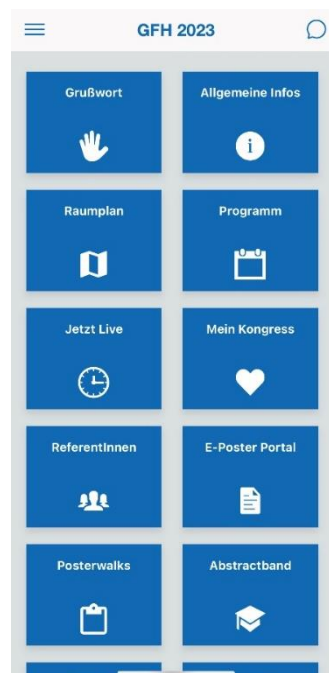 GFH 2023
Grußwort
Allgemeine Infos
Raumplan
Programm
Jetzt Live
Mein Kongress
ReferentInnen
E-Poster Portal
Posterwalks
Abstractband